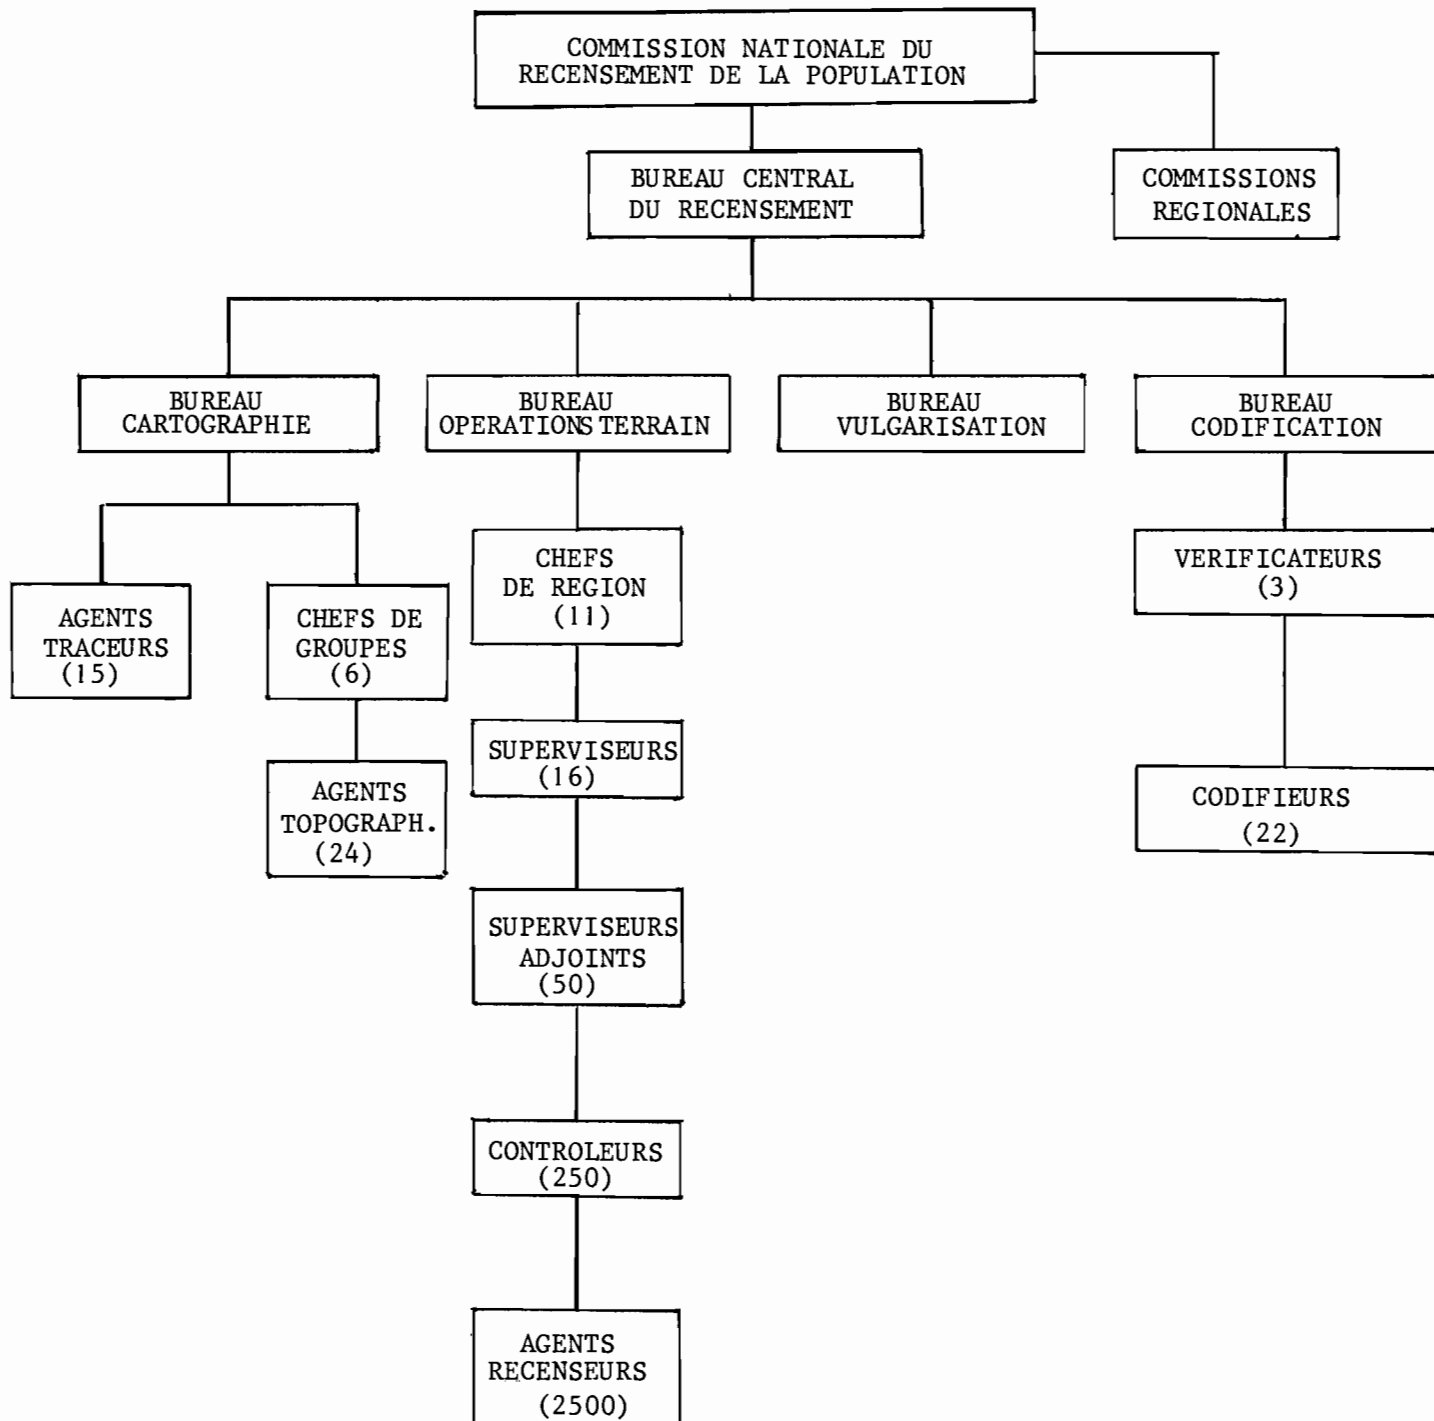 COMMISSION NATIONALE DU
RECENSEMENT DE LA POPULATION
BUREAU CENTRAL
DU RECENSEMENT
COMMISSIONS
REGIONALES
BUREAU
CARTOGRAPHIE
BUREAU
OPERATIONS TERRAIN
BUREAU
VULGARISATION
BUREAU
CODIFICATION
AGENTS
TRACEURS
(15)
CHEFS DE
GROUPES
(6)
AGENTS
TOPOGRAPH.
(24)
CHEFS
DE REGION
(11)
SUPERVISEURS
(16)
SUPERVISEURS
ADJOINTS
(50)
CONTROLEURS
(250)
AGENTS
RECENSEURS
(2500)
VERIFICATEURS
(3)
CODIFIEURS
(22)